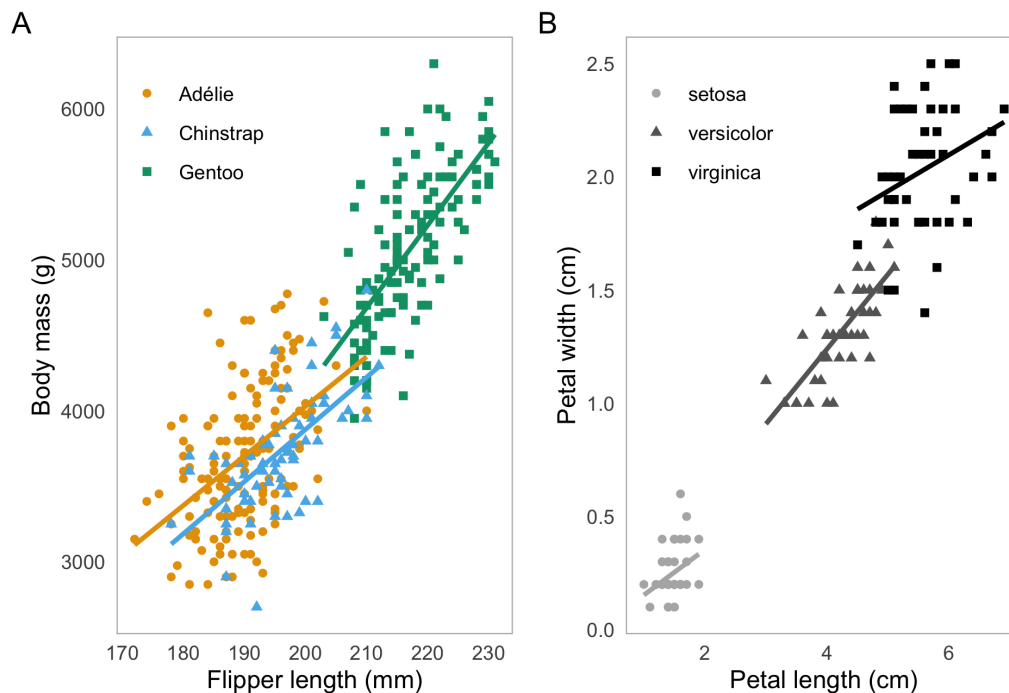 A
Adélie
Chinstrap
Gentoo
6000
5000
4000
3000
Body mass (g)
170 180 190 200 210 220 230
Flipper length (mm)
B
setosa
versicolor
virginica
2.5
2.0
1.5
1.0
0.5
0.0
Petal width (cm)
2 4 6
Petal length (cm)